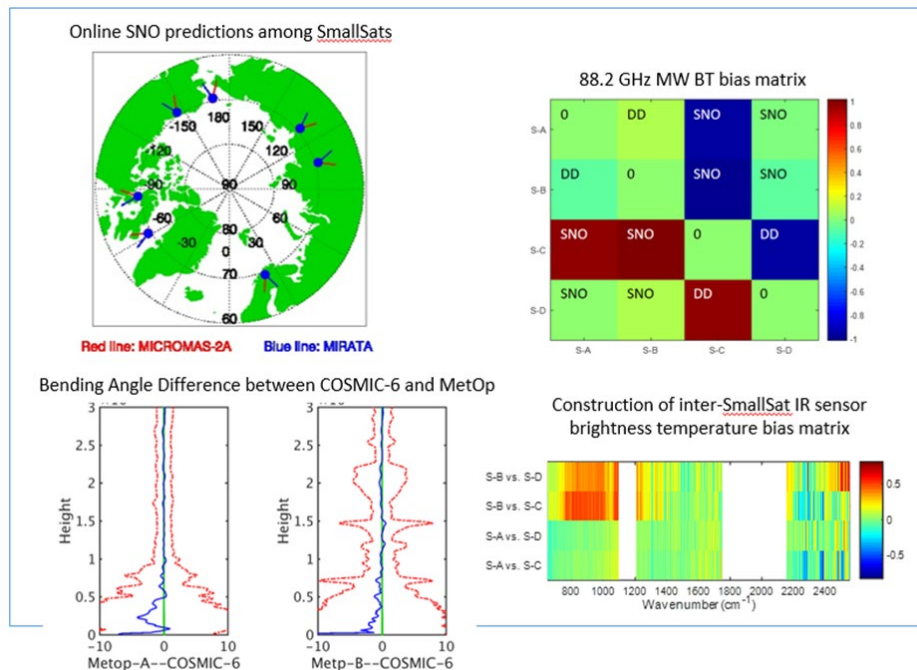 Online SNO predictions among SmallSats
180
-150
150
-120
120
-90
90
90
-60
60
80
-30
0
30
70
60
Red line: MICROMAS-2A Blue line: MIRATA
88.2 GHz MW BT bias matrix
S-A
0 DD SNO SNO
S-B
DD 0 SNO SNO
S-C
SNO SNO 0 DD
S-D
SNO SNO DD 0
S-A S-B S-C S-D
1
0.8
0.6
0.4
0.2
0
-0.2
-0.4
-0.6
-0.8
-1
Bending Angle Difference between COSMIC-6 and MetOp
3
2.5
2
1.5
1
0.5
0
Height
-10 0 10
Metop-A--COSMIC-6
3
2.5
2
1.5
1
0.5
0
Height
-10 0 10
Metp-B--COSMIC-6
Construction of inter-SmallSat IR sensor
brightness temperature bias matrix
S-B vs. S-D
S-B vs. S-C
S-A vs. S-D
S-A vs. S-C
800 1000 1200 1400 1600 1800 2000 2200 2400
Wavenumber (cm⁻¹)
0.5
0
-0.5